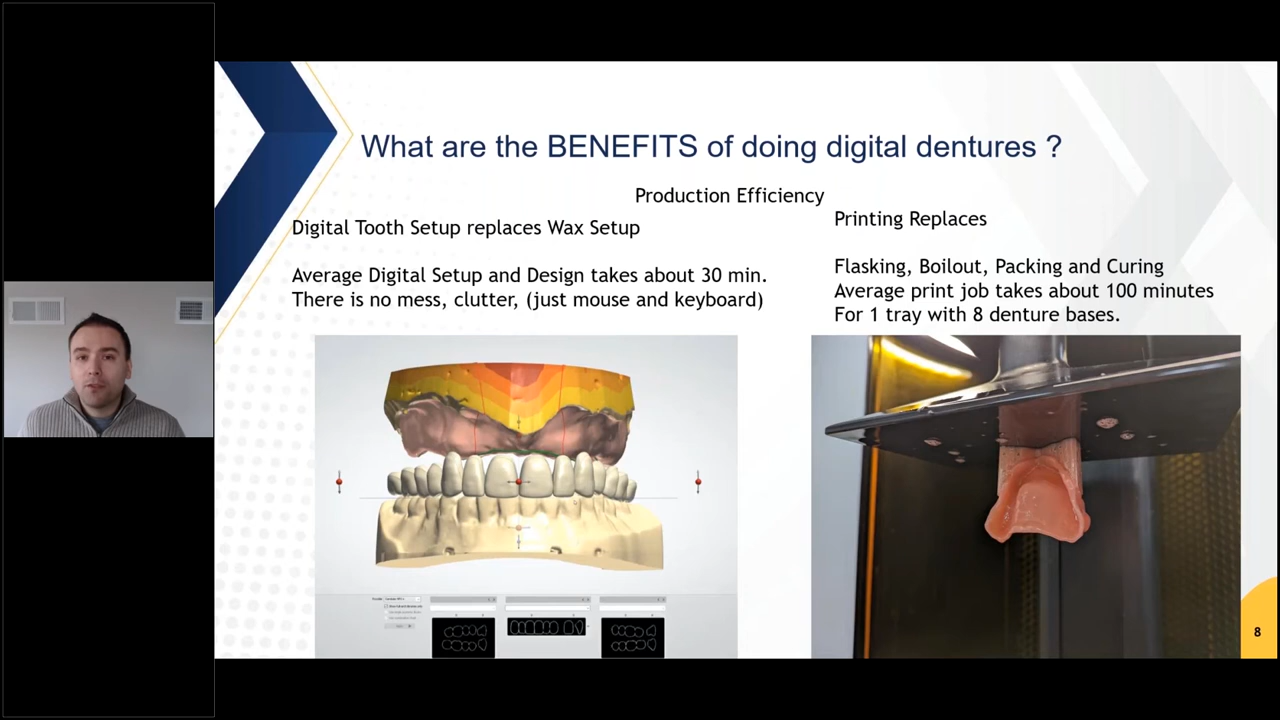 What are the BENEFITS of doing digital dentures ?
Production Efficiency
Digital Tooth Setup replaces Wax Setup
Average Digital Setup and Design takes about 30 min.
There is no mess, clutter, (just mouse and keyboard)
Printing Replaces
Flasking, Boilout, Packing and Curing
Average print job takes about 100 minutes
For 1 tray with 8 denture bases.
8